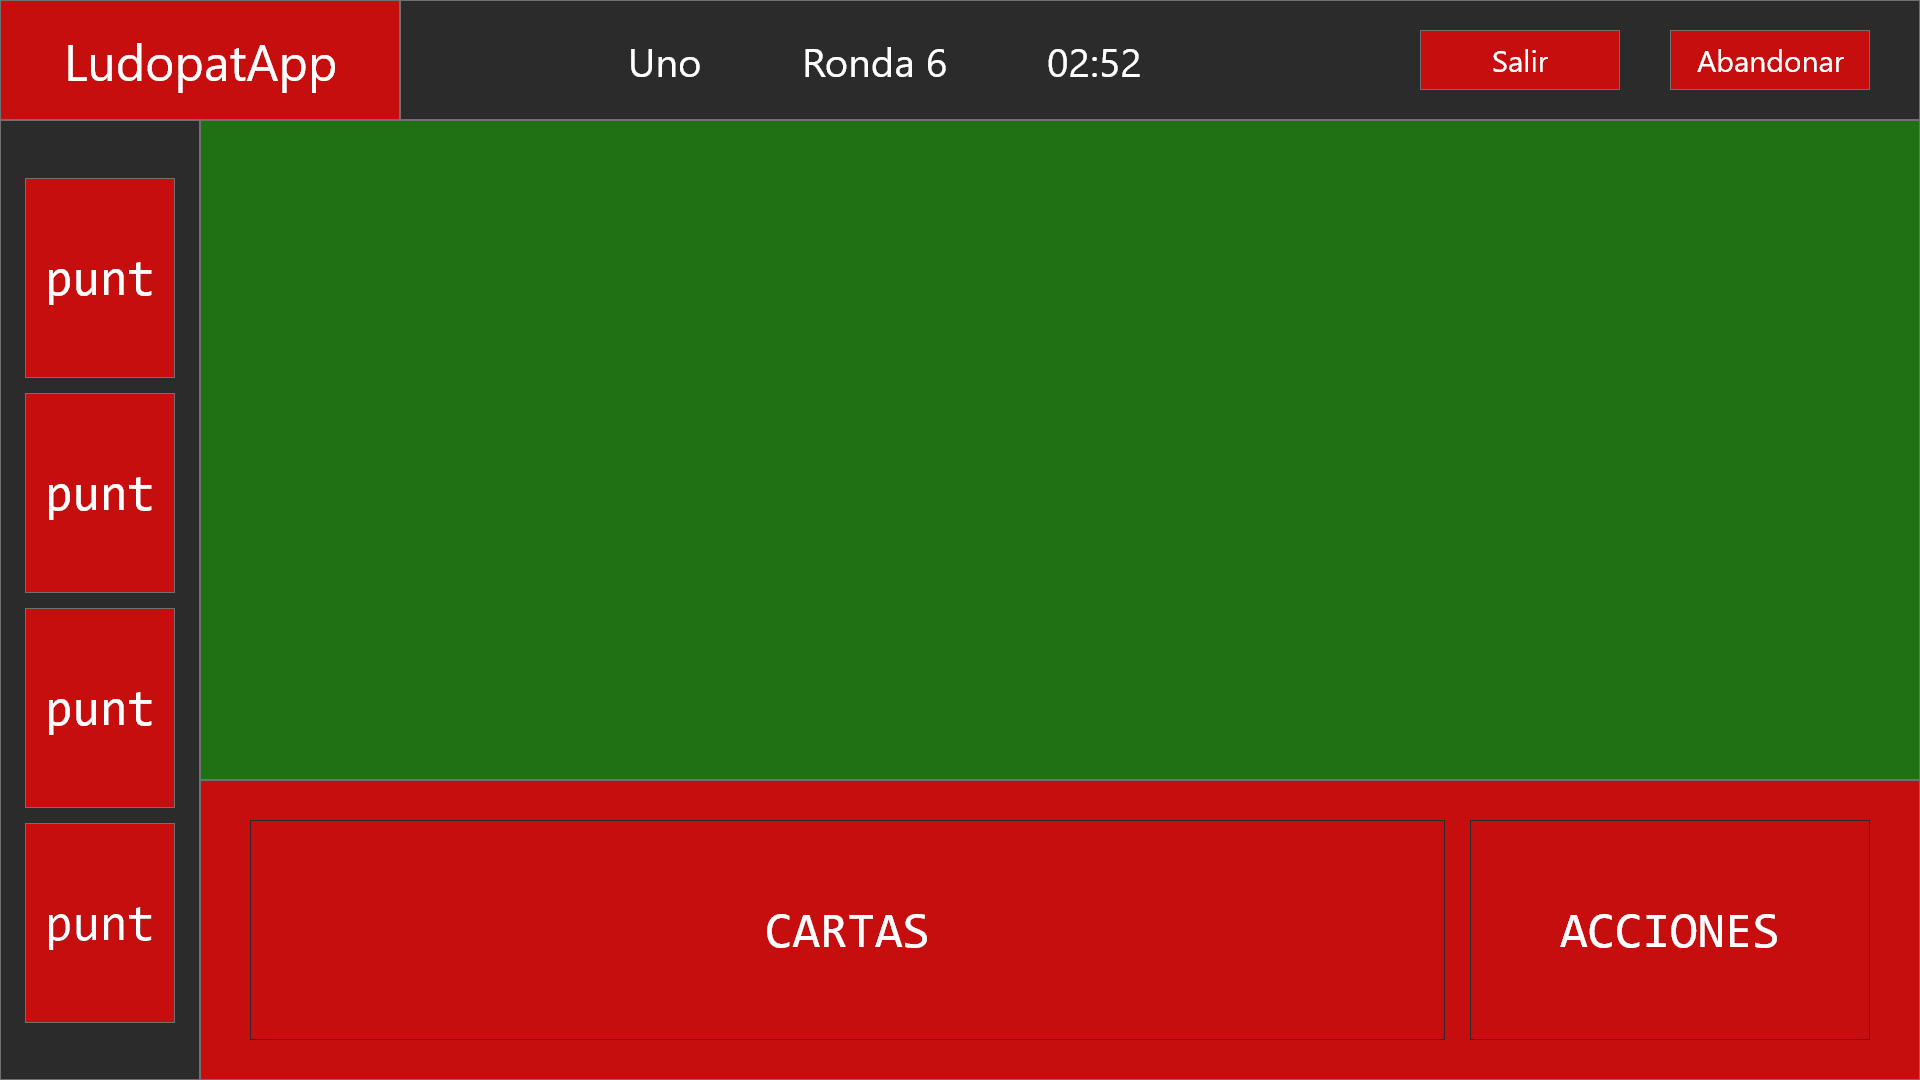 LudopatApp
Uno
Ronda 6
02:52
Salir
Abandonar
punt
punt
punt
punt
CARTAS
ACCIONES